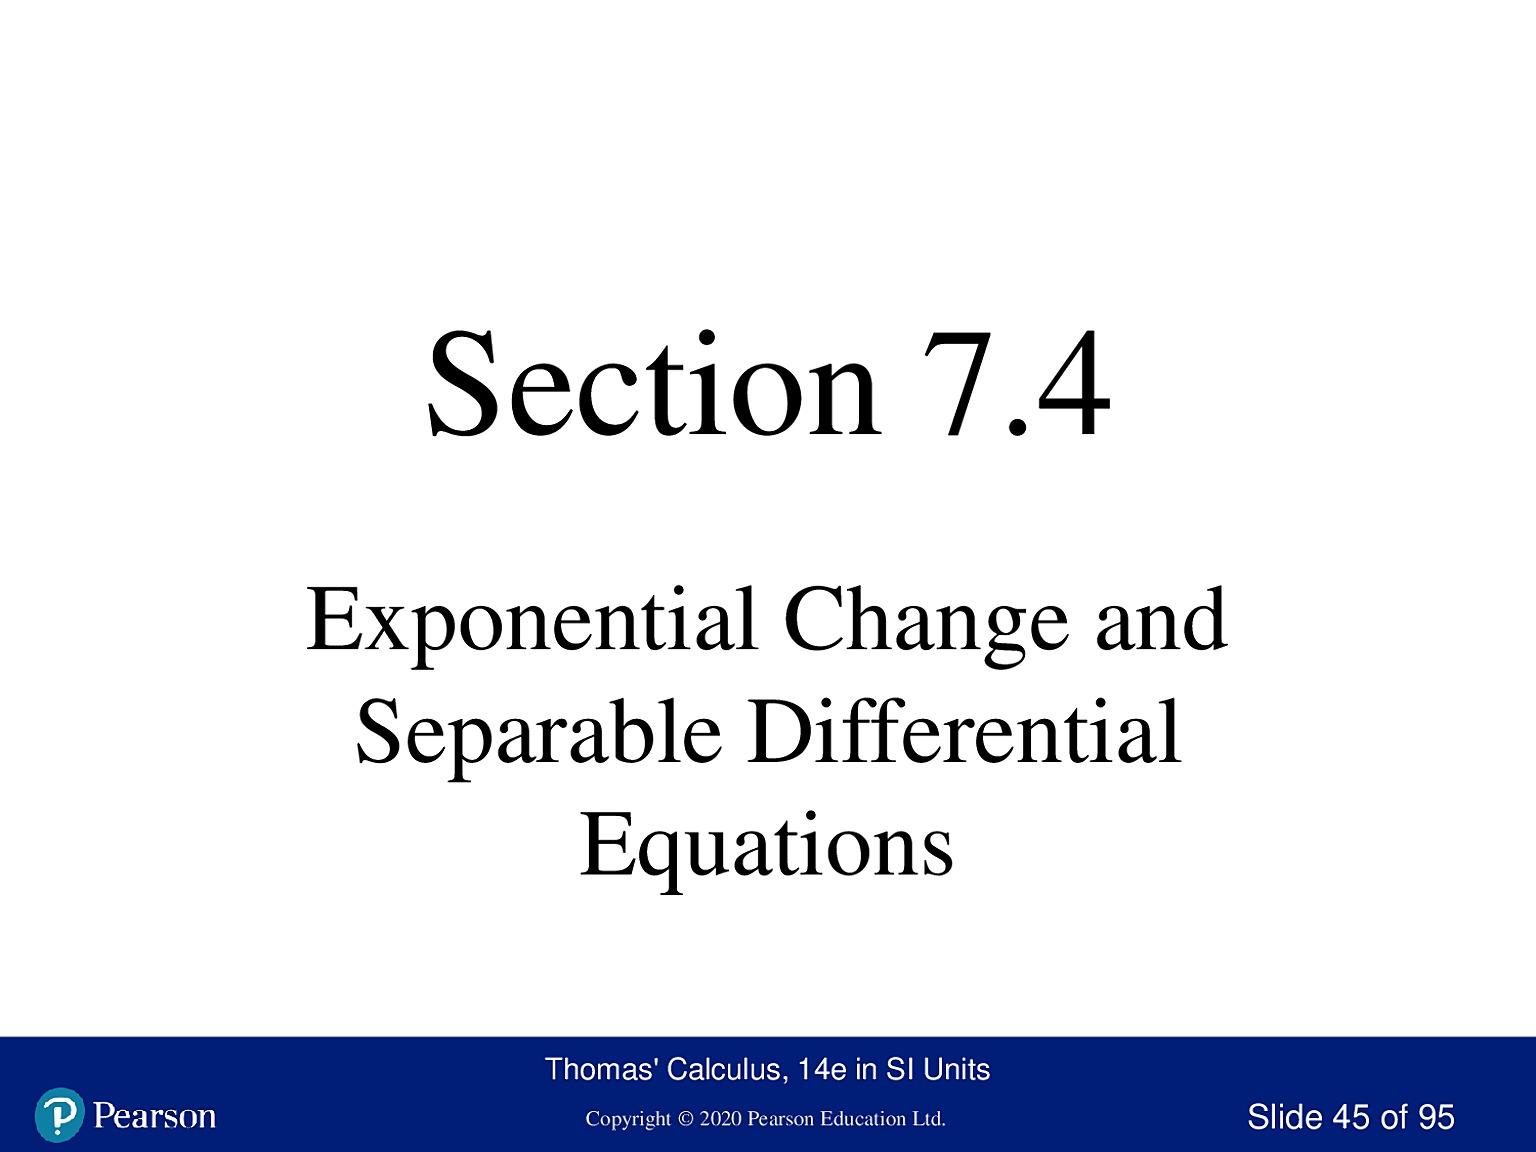 Section 7.4
Exponential Change and
Separable Differential
Equations
Thomas' Calculus, 14e in SI Units
Pearson
Copyright © 2020 Pearson Education Ltd.
Slide 45 of 95